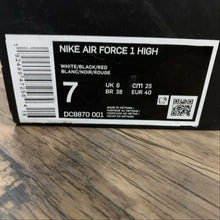 NIKE AIR FORCE 1 HIGH
WHITE/BLACK/RED
BLANC/NOIR/ROUGE
7
UK 6 CM 25
BR 38 EUR 40
DC8870 001